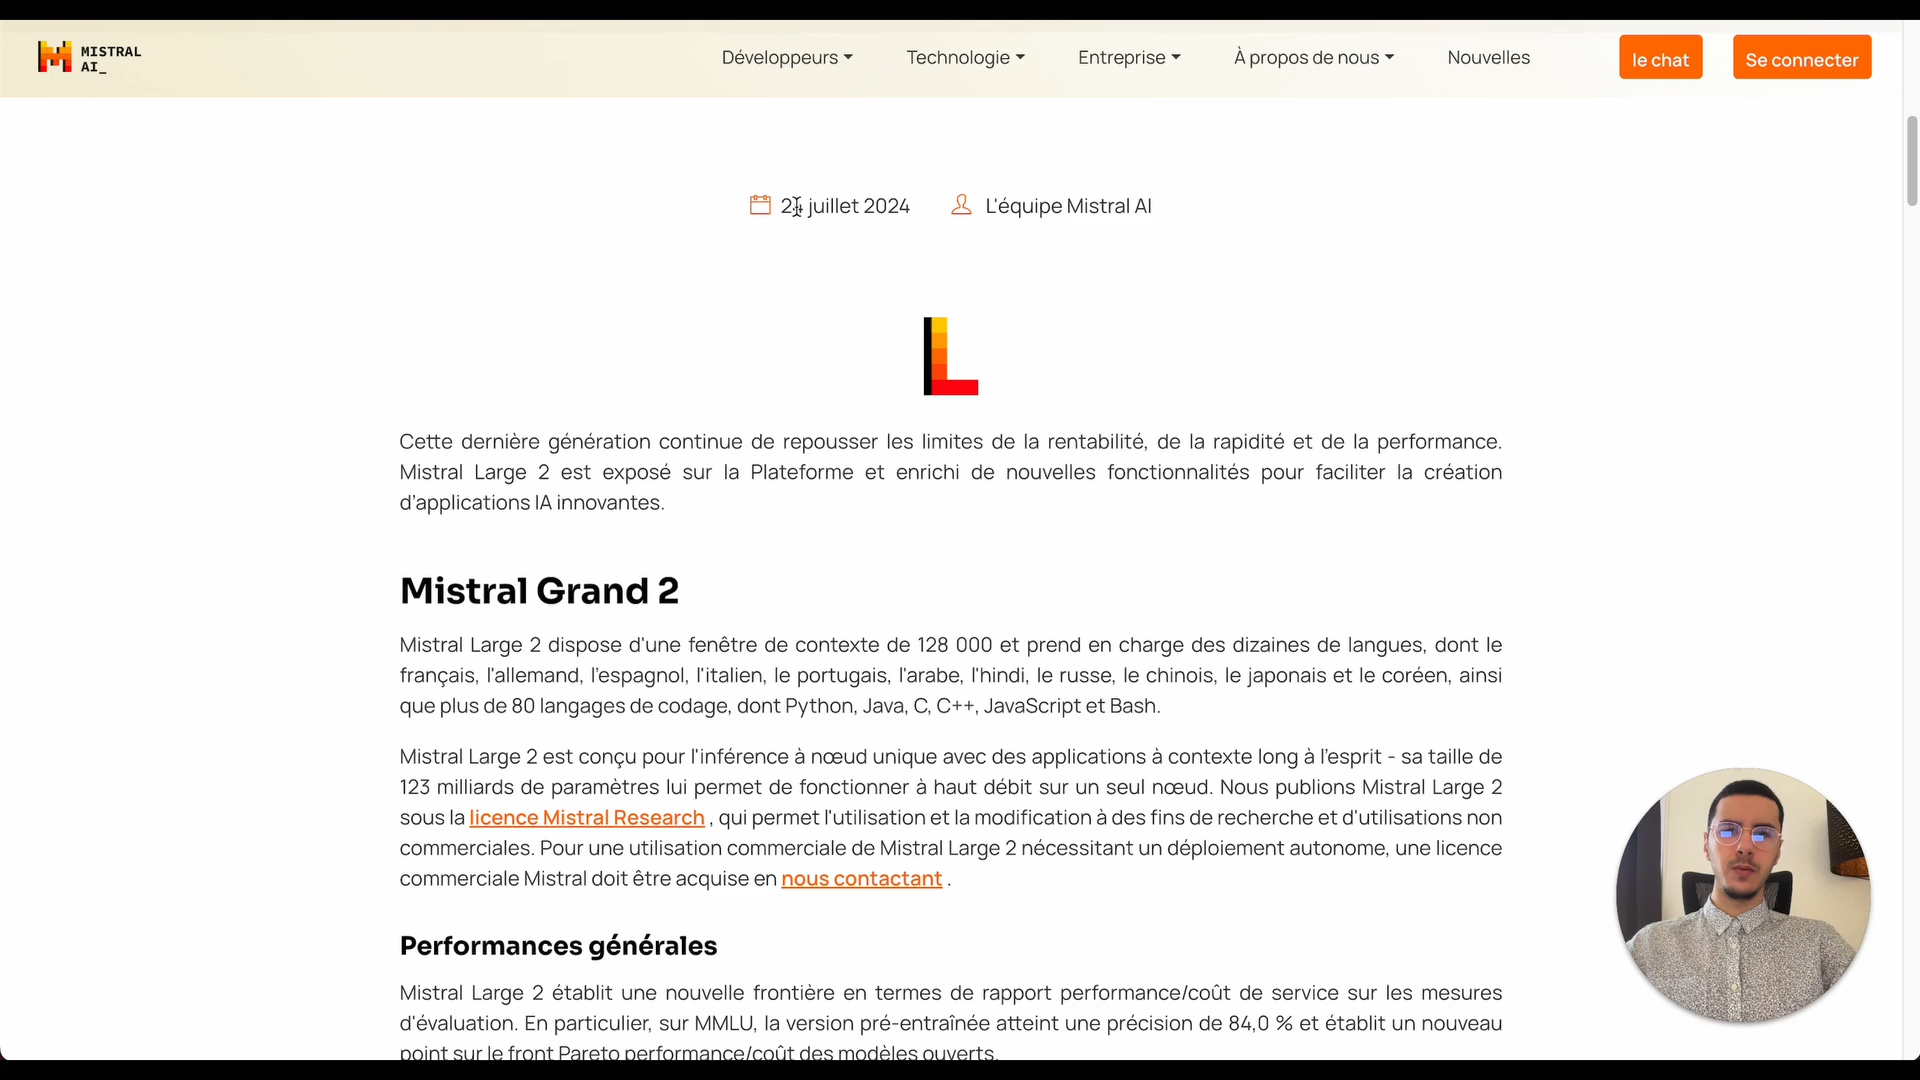 MISTRAL
AI_
Développeurs Technologie Entreprise À propos de nous Nouvelles le chat Se connecter
juillet 2024 L'équipe Mistral AI
L
Cette dernière génération continue de repousser les limites de la rentabilité, de la rapidité et de la performance.
Mistral Large 2 est exposé sur la Plateforme et enrichi de nouvelles fonctionnalités pour faciliter la création
d’applications IA innovantes.
Mistral Grand 2
Mistral Large 2 dispose d'une fenêtre de contexte de 128 000 et prend en charge des dizaines de langues, dont le
français, l'allemand, l’espagnol, l'italien, le portugais, l'arabe, l'hindi, le russe, le chinois, le japonais et le coréen, ainsi
que plus de 80 langages de codage, dont Python, Java, C, C++, JavaScript et Bash.
Mistral Large 2 est conçu pour l'inférence à nœud unique avec des applications à contexte long à l’esprit - sa taille de
123 milliards de paramètres lui permet de fonctionner à haut débit sur un seul nœud. Nous publions Mistral Large 2
sous la licence Mistral Research , qui permet l'utilisation et la modification à des fins de recherche et d'utilisations non
commerciales. Pour une utilisation commerciale de Mistral Large 2 nécessitant un déploiement autonome, une licence
commerciale Mistral doit être acquise en nous contactant .
Performances générales
Mistral Large 2 établit une nouvelle frontière en termes de rapport performance/coût de service sur les mesures
d'évaluation. En particulier, sur MMLU, la version pré-entraînée atteint une précision de 84,0 % et établit un nouveau
point sur le front Pareto performance/coût des modèles ouverts.